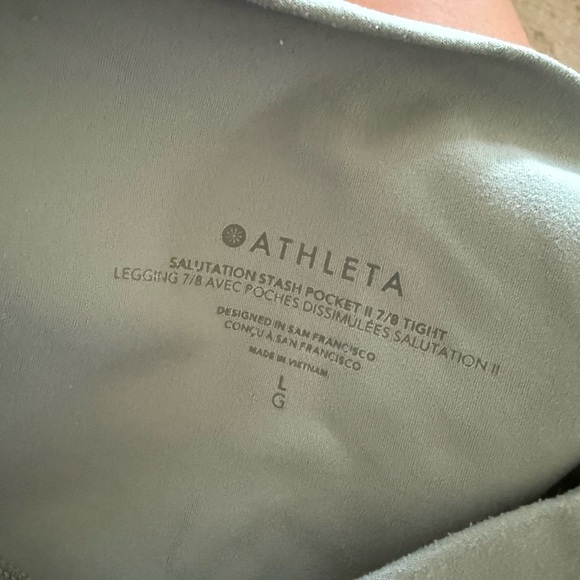 ATHLETA
SALUTATION STASH POCKET II 7/8 TIGHT
LEGGING 7/8 AVEC POCHES DISSIMULÉES SALUTATION II
DESIGNED IN SAN FRANCISCO
CONÇU À SAN FRANCISCO
MADE IN VIETNAM
L
G